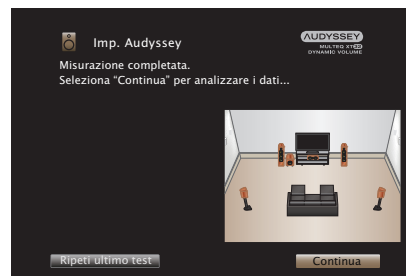 Imp. Audyssey
AUDYSSEY
MULTEQ XT32
DYNAMIC VOLUME
Misurazione completata.
Seleziona “Continua” per analizzare i dati...
Ripeti ultimo test
Continua